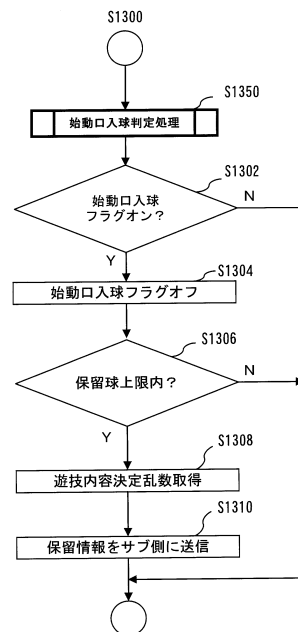 S1300
S1350
始動口入球判定処理
S1302
始動口入球
フラグオン？
N
Y
S1304
始動口入球フラグオフ
S1306
保留球上限内？
N
Y
S1308
遊技内容決定乱数取得
S1310
保留情報をサブ側に送信